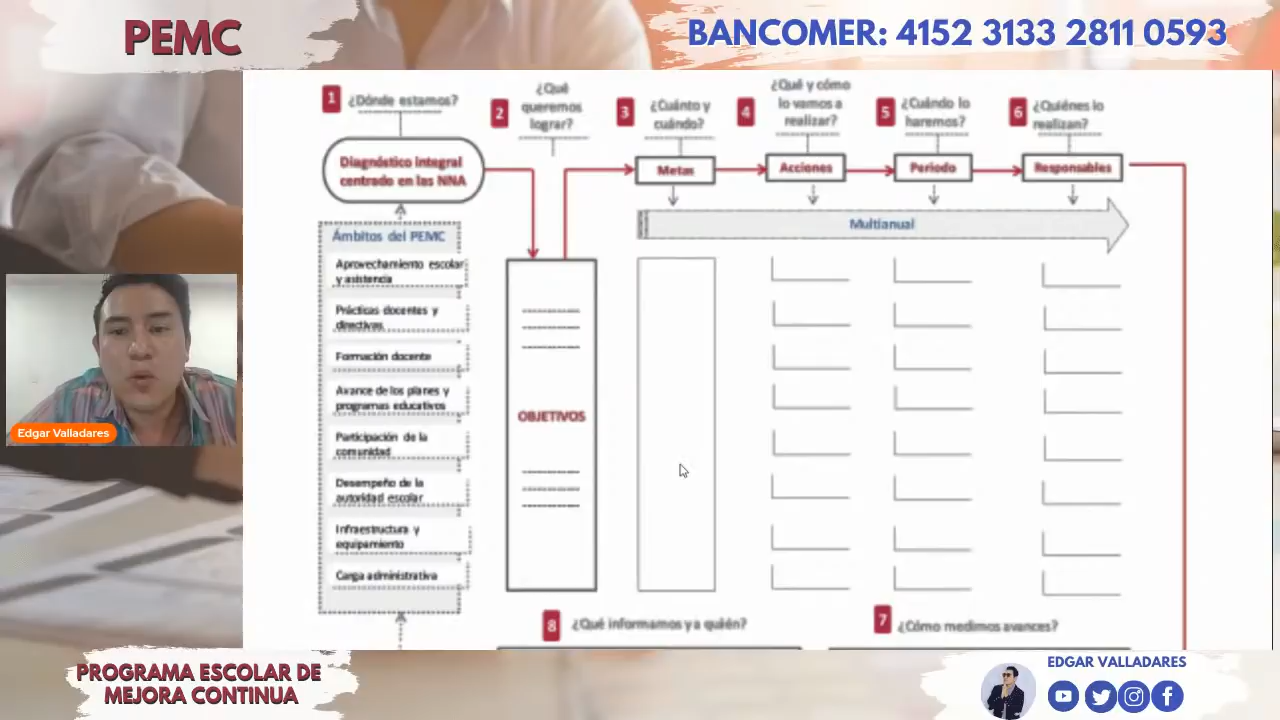 PEMC
BANCOMER: 4152 3133 2811 0593
1
¿Dónde estamos?
2
¿Qué
queremos
lograr?
3
¿Cuánto y
cuándo?
4
¿Qué y cómo
lo vamos a
realizar?
5
¿Cuándo lo
haremos?
6
¿Quiénes lo
realizan?
Diagnóstico integral
centrado en las NNA
Metas
Acciones
Periodo
Responsables
Multianual
Ámbitos del PEMC
Aprovechamiento escolar
y asistencia
Prácticas docentes y
directivas
Formación docente
Avance de los planes y
programas educativos
Participación de la
comunidad
Desempeño de la
autoridad escolar
Infraestructura y
equipamiento
Carga administrativa
OBJETIVOS
8
¿Qué informamos y a quién?
7
¿Cómo medimos avances?
Edgar Valladares
PROGRAMA ESCOLAR DE
MEJORA CONTINUA
EDGAR VALLADARES